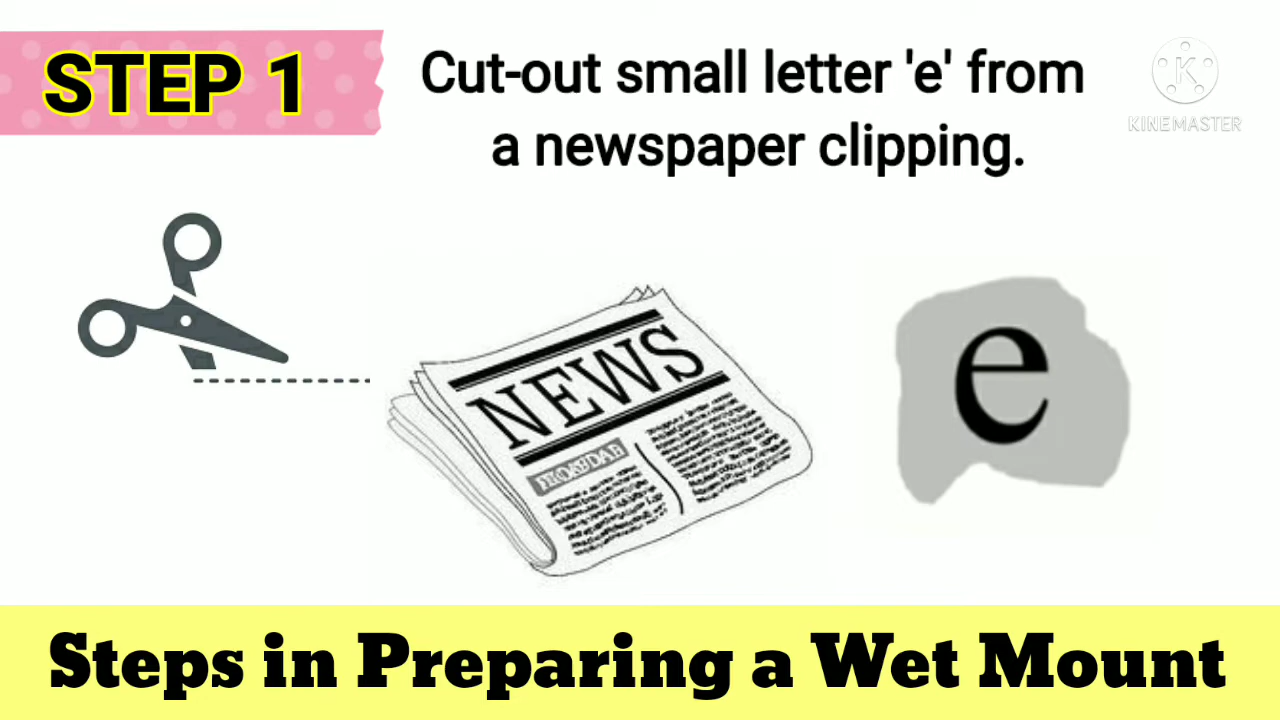 STEP 1
Cut-out small letter 'e' from
a newspaper clipping.
K
KINEMASTER
NEWS
e
Steps in Preparing a Wet Mount